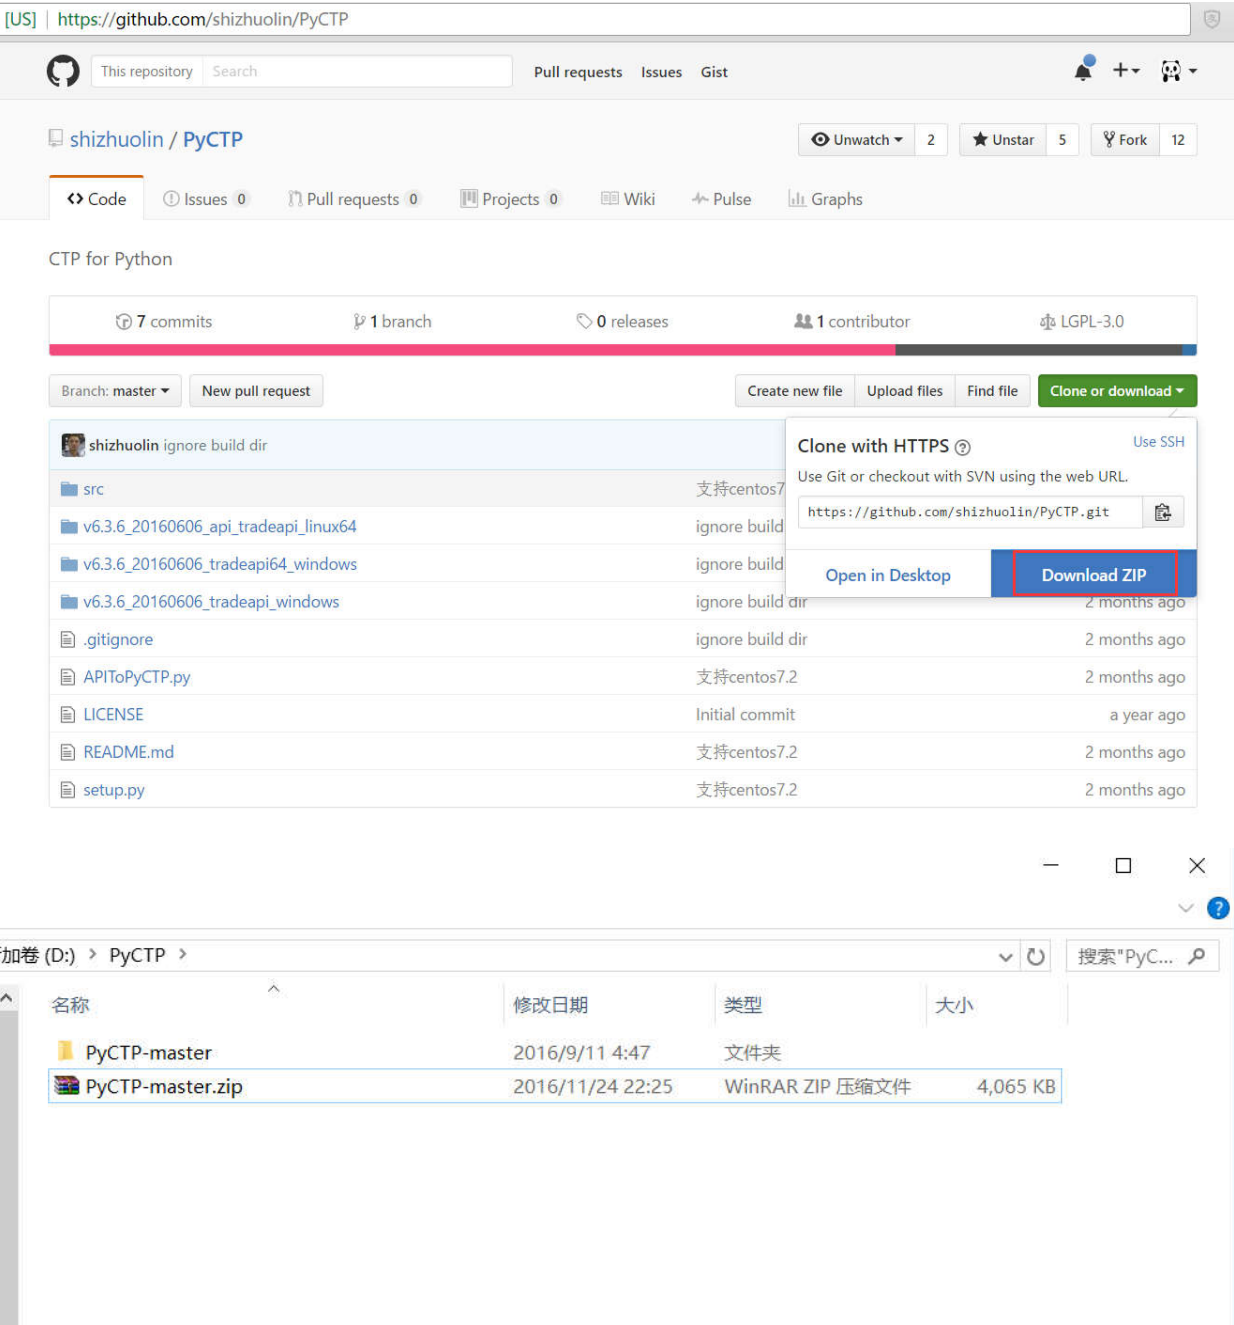 [US] https://github.com/shizhuolin/PyCTP
This repository Search Pull requests Issues Gist
shizhuolin / PyCTP Unwatch 2 Unstar 5 Fork 12
Code Issues 0 Pull requests 0 Projects 0 Wiki Pulse Graphs
CTP for Python
7 commits 1 branch 0 releases 1 contributor LGPL-3.0
Branch: master New pull request Create new file Upload files Find file Clone or download
shizhuolin ignore build dir
Clone with HTTPS Use SSH
Use Git or checkout with SVN using the web URL.
https://github.com/shizhuolin/PyCTP.git
Open in Desktop Download ZIP
src 支持centos7
v6.3.6_20160606_api_tradeapi_linux64 ignore build
v6.3.6_20160606_tradeapi64_windows ignore build
v6.3.6_20160606_tradeapi_windows ignore build dir 2 months ago
.gitignore ignore build dir 2 months ago
APIToPyCTP.py 支持centos7.2 2 months ago
LICENSE Initial commit a year ago
README.md 支持centos7.2 2 months ago
setup.py 支持centos7.2 2 months ago
加卷 (D:) > PyCTP > 搜索"PyC...
名称 修改日期 类型 大小
PyCTP-master 2016/9/11 4:47 文件夹
PyCTP-master.zip 2016/11/24 22:25 WinRAR ZIP 压缩文件 4,065 KB